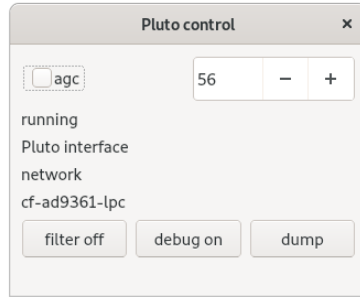 Pluto control ×
agc 56 − +
running
Pluto interface
network
cf-ad9361-lpc
filter off debug on dump